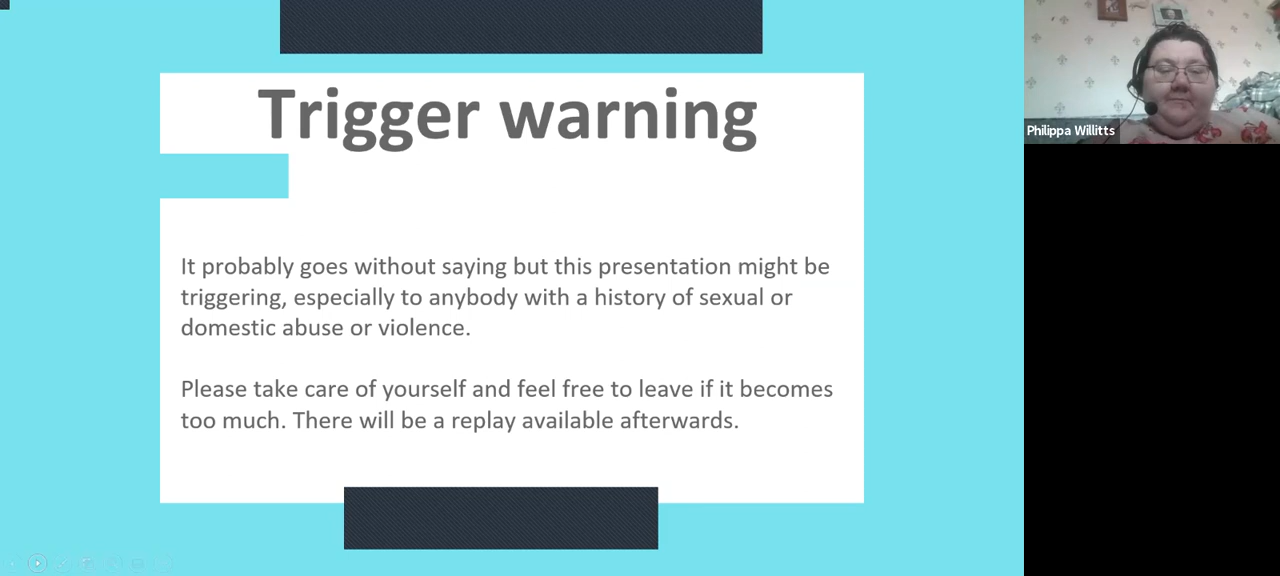 Trigger warning
It probably goes without saying but this presentation might be
triggering, especially to anybody with a history of sexual or
domestic abuse or violence.
Please take care of yourself and feel free to leave if it becomes
too much. There will be a replay available afterwards.
Philippa Willitts